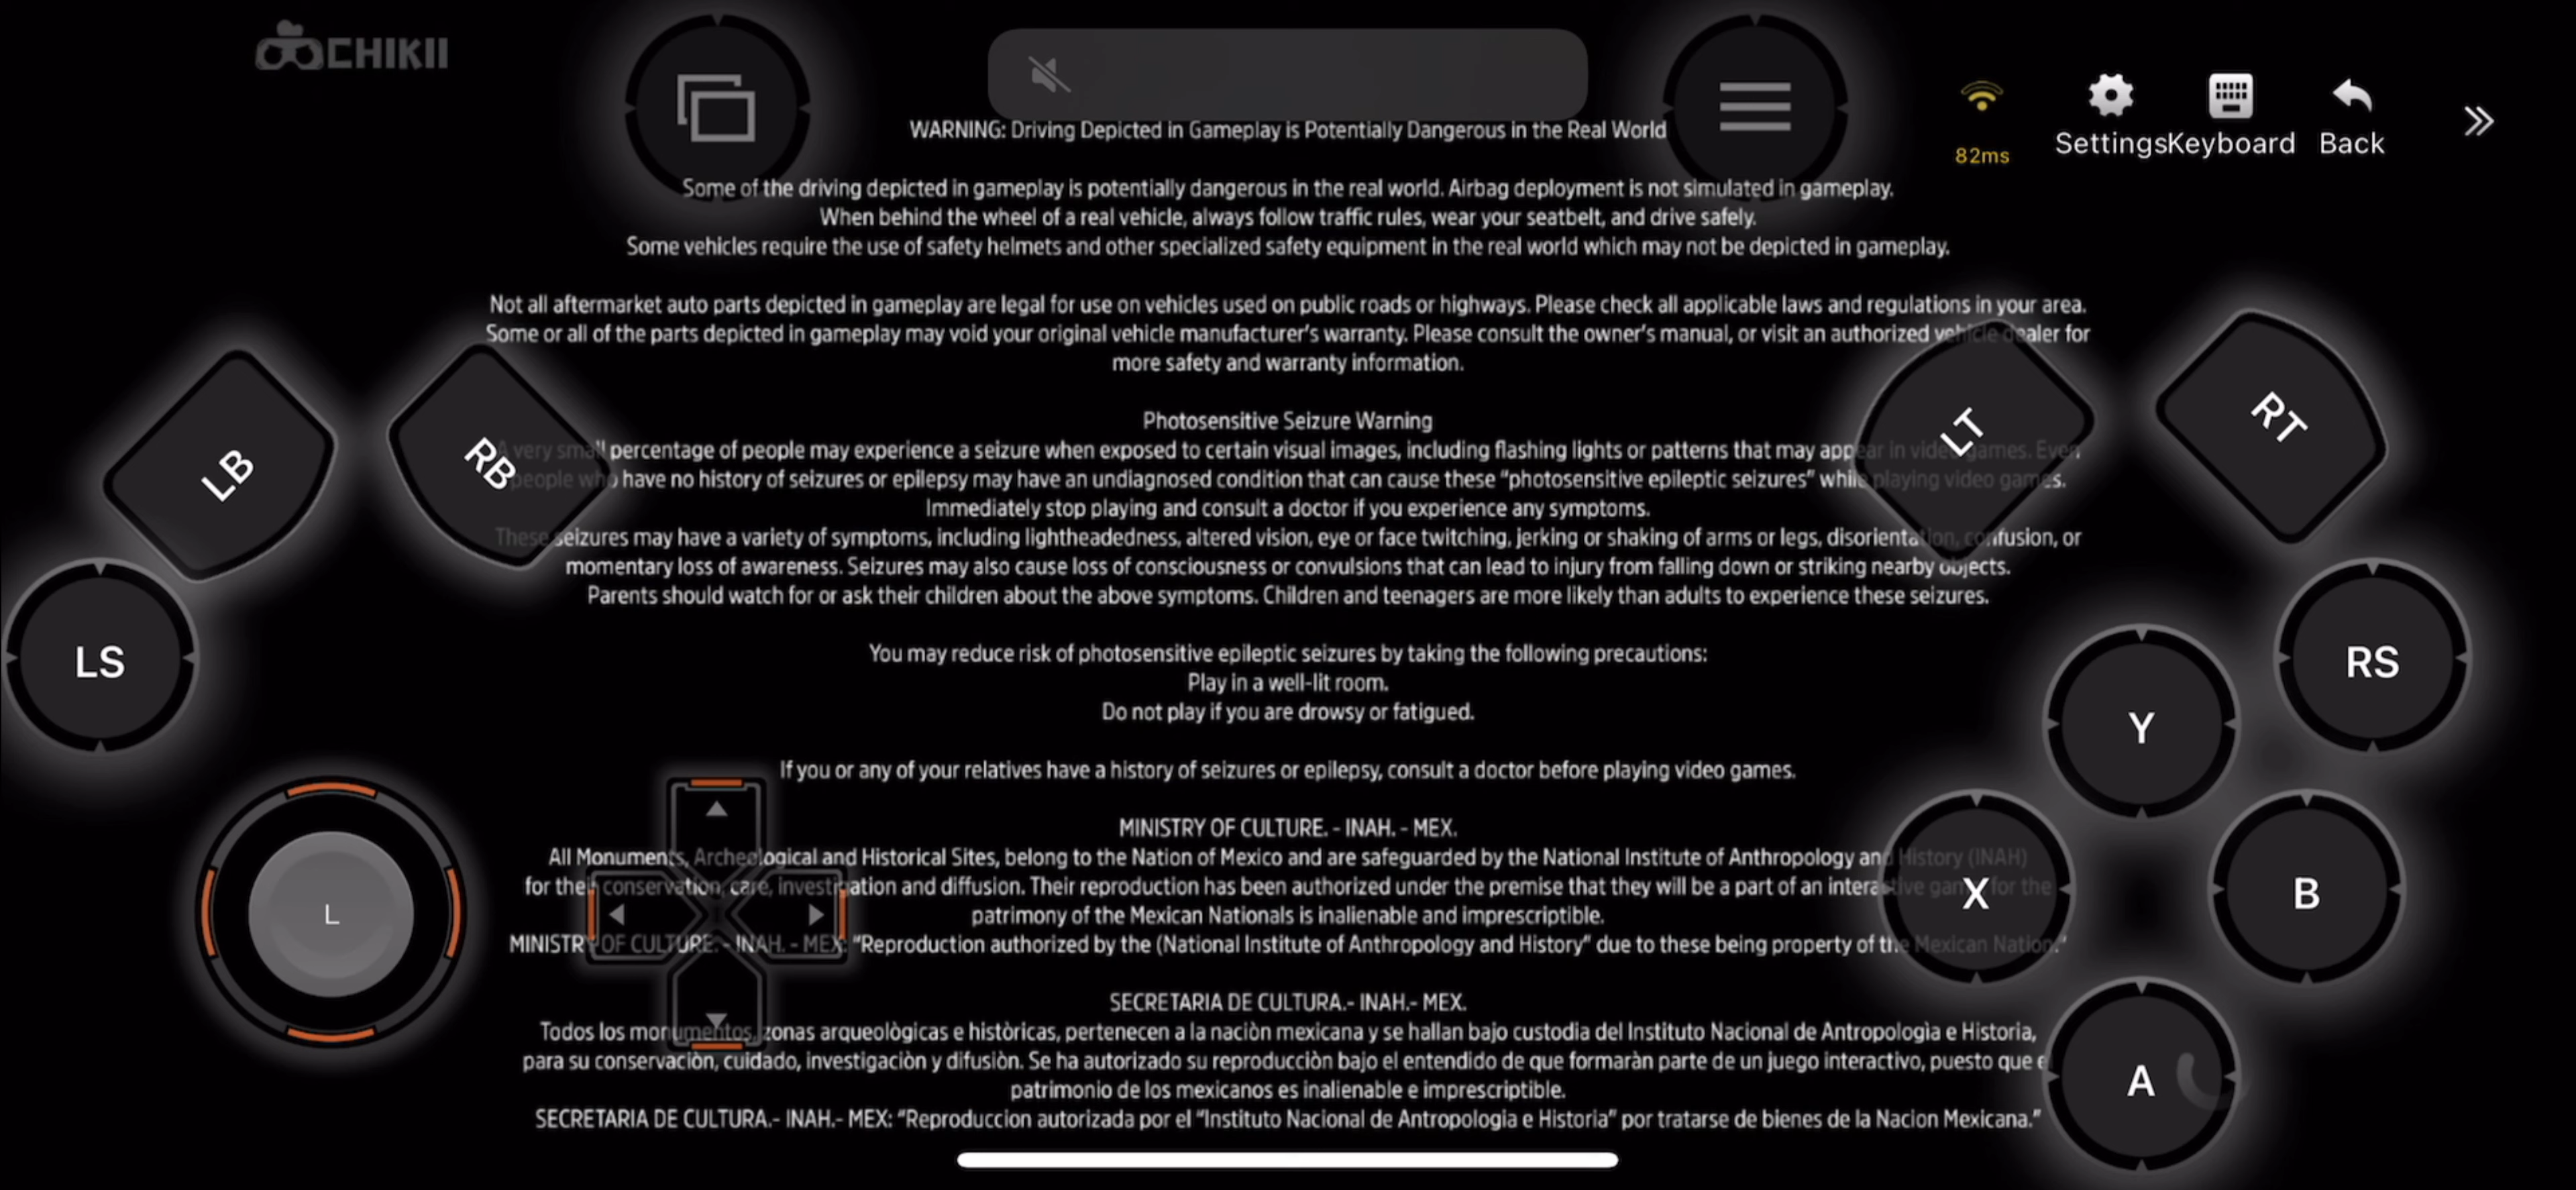 CHIKII
82ms
Settings
Keyboard
Back
WARNING: Driving Depicted in Gameplay is Potentially Dangerous in the Real World
Some of the driving depicted in gameplay is potentially dangerous in the real world. Airbag deployment is not simulated in gameplay.
When behind the wheel of a real vehicle, always follow traffic rules, wear your seatbelt, and drive safely.
Some vehicles require the use of safety helmets and other specialized safety equipment in the real world which may not be depicted in gameplay.
Not all aftermarket auto parts depicted in gameplay are legal for use on vehicles used on public roads or highways. Please check all applicable laws and regulations in your area.
Some or all of the parts depicted in gameplay may void your original vehicle manufacturer's warranty. Please consult the owner's manual, or visit an authorized vehicle dealer for
more safety and warranty information.
LB
RB
LT
RT
Photosensitive Seizure Warning
A very small percentage of people may experience a seizure when exposed to certain visual images, including flashing lights or patterns that may appear in video games. Even
people who have no history of seizures or epilepsy may have an undiagnosed condition that can cause these "photosensitive epileptic seizures" while playing video games.
Immediately stop playing and consult a doctor if you experience any symptoms.
These seizures may have a variety of symptoms, including lightheadedness, altered vision, eye or face twitching, jerking or shaking of arms or legs, disorientation, confusion, or
momentary loss of awareness. Seizures may also cause loss of consciousness or convulsions that can lead to injury from falling down or striking nearby objects.
Parents should watch for or ask their children about the above symptoms. Children and teenagers are more likely than adults to experience these seizures.
LS
RS
You may reduce risk of photosensitive epileptic seizures by taking the following precautions:
Play in a well-lit room.
Do not play if you are drowsy or fatigued.
Y
If you or any of your relatives have a history of seizures or epilepsy, consult a doctor before playing video games.
MINISTRY OF CULTURE. - INAH. - MEX.
All Monuments, Archeological and Historical Sites, belong to the Nation of Mexico and are safeguarded by the National Institute of Anthropology and History (INAH)
for their conservation, care, investigation and diffusion. Their reproduction has been authorized under the premise that they will be a part of an interactive game for the
patrimony of the Mexican Nationals is inalienable and imprescriptible.
MINISTRY OF CULTURE. - INAH. - MEX: "Reproduction authorized by the (National Institute of Anthropology and History" due to these being property of the Mexican Nation."
L
X
B
SECRETARIA DE CULTURA.- INAH.- MEX.
Todos los monumentos, zonas arqueològicas e històricas, pertenecen a la naciòn mexicana y se hallan bajo custodia del Instituto Nacional de Antropologìa e Historia,
para su conservaciòn, cuidado, investigaciòn y difusiòn. Se ha autorizado su reproducciòn bajo el entendido de que formaràn parte de un juego interactivo, puesto que e
patrimonio de los mexicanos es inalienable e imprescriptible.
SECRETARIA DE CULTURA.- INAH.- MEX: "Reproduccion autorizada por el "Instituto Nacional de Antropologia e Historia" por tratarse de bienes de la Nacion Mexicana."
A